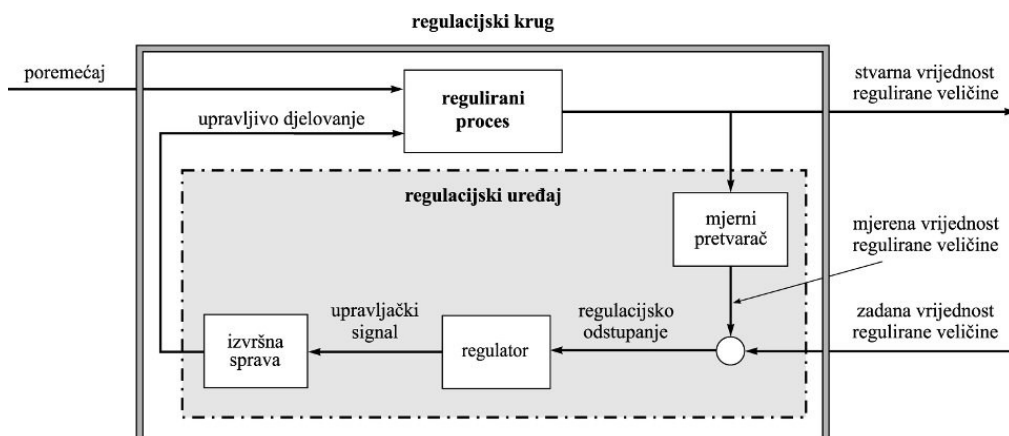 regulacijski krug
poremećaj
regulirani
proces
stvarna vrijednost
regulirane veličine
upravljivo djelovanje
regulacijski uređaj
mjerni
pretvarač
mjerena vrijednost
regulirane veličine
izvršna
sprava
upravljački
signal
regulator
regulacijsko
odstupanje
zadana vrijednost
regulirane veličine